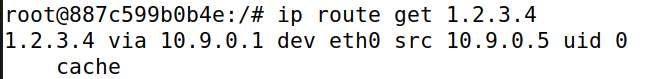 root@887c599b0b4e:/# ip route get 1.2.3.4
1.2.3.4 via 10.9.0.1 dev eth0 src 10.9.0.5 uid 0
    cache